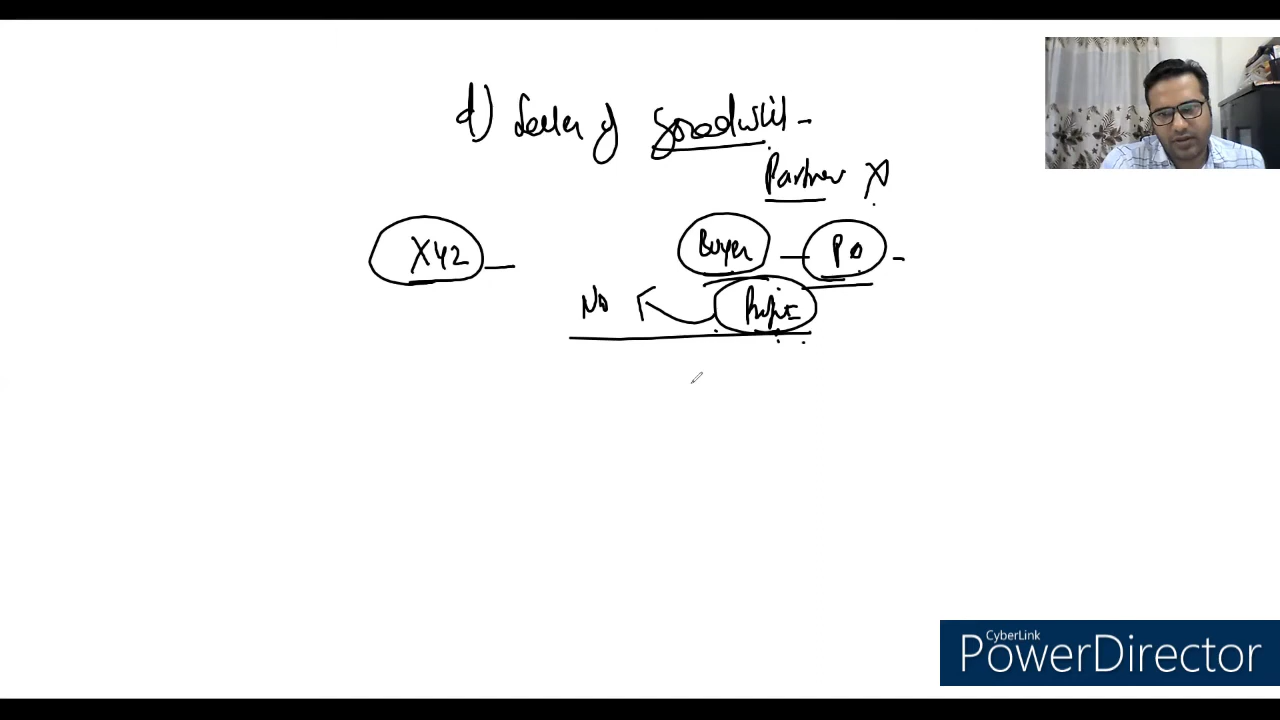 d) Seller of goodwill -
Partner X
XYZ Buyer - PO -
No Profit
CyberLink
PowerDirector